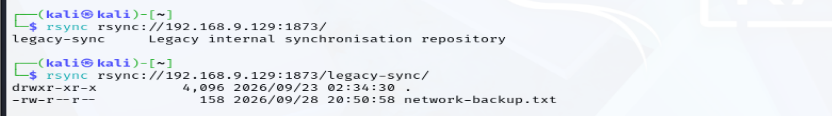 ┌──(kali㉿kali)-[~]
└─$ rsync rsync://192.168.9.129:1873/
legacy-sync     Legacy internal synchronisation repository
┌──(kali㉿kali)-[~]
└─$ rsync rsync://192.168.9.129:1873/legacy-sync/
drwxr-xr-x          4,096 2026/09/23 02:34:30 .
-rw-r--r--            158 2026/09/28 20:50:58 network-backup.txt